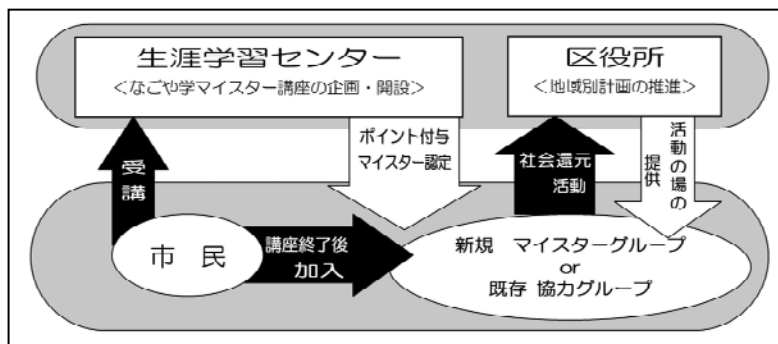 生涯学習センター
＜なごや学マイスター講座の企画・開設＞
区役所
＜地域別計画の推進＞
受講
ポイント付与
マイスター認定
社会還元
活動
活動の場の
提供
市 民
講座終了後
加入
新規 マイスターグループ
or
既存 協力グループ